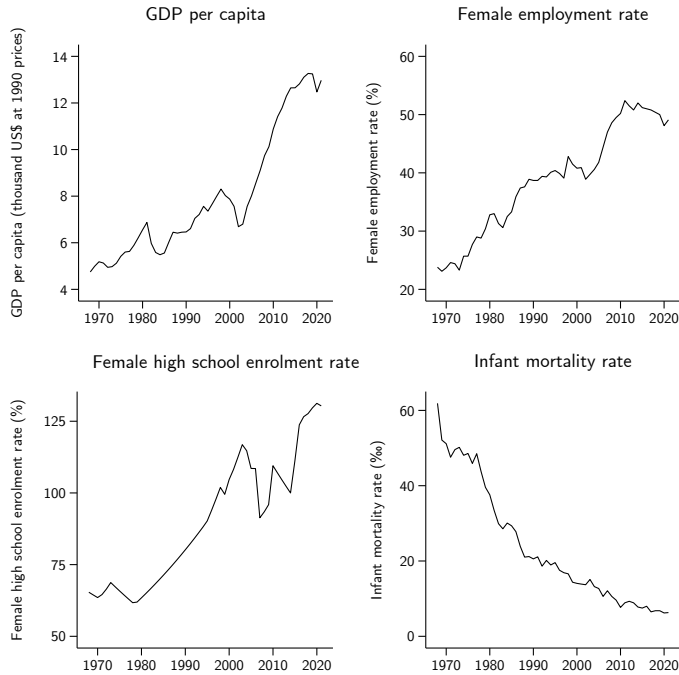 GDP per capita
GDP per capita (thousand US$ at 1990 prices)
14
12
10
8
6
4
1970 1980 1990 2000 2010 2020
Female employment rate
Female employment rate (%)
60
50
40
30
20
1970 1980 1990 2000 2010 2020
Female high school enrolment rate
Female high school enrolment rate (%)
125
100
75
50
1970 1980 1990 2000 2010 2020
Infant mortality rate
Infant mortality rate (‰)
60
40
20
0
1970 1980 1990 2000 2010 2020